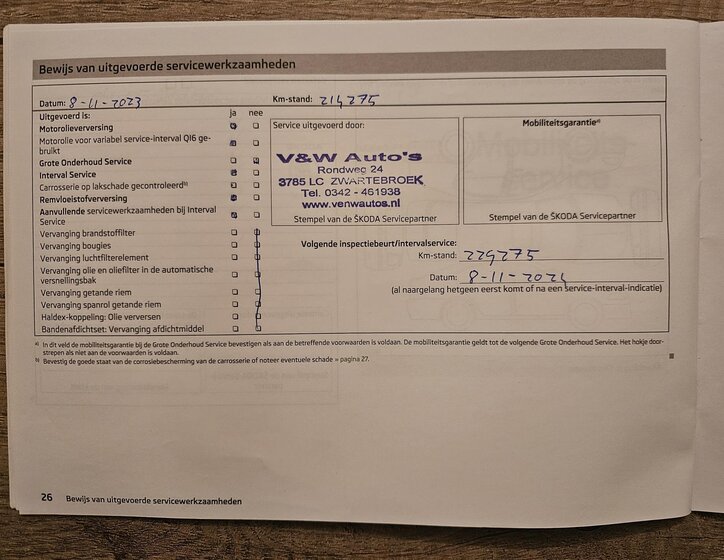 Bewijs van uitgevoerde servicewerkzaamheden
Datum: 8-11-2023
Km-stand: 214275
Uitgevoerd is:
ja nee
Motorolieverversing
Motorolie voor variabel service-interval QI6 ge-
bruikt
Grote Onderhoud Service
Interval Service
Carrosserie op lakschade gecontroleerd b)
Remvloeistofverversing
Aanvullende servicewerkzaamheden bij Interval
Service
Vervanging brandstoffilter
Vervanging bougies
Vervanging luchtfilterelement
Vervanging olie en oliefilter in de automatische
versnellingsbak
Vervanging getande riem
Vervanging spanrol getande riem
Haldex-koppeling: Olie verversen
Bandenafdichtset: Vervanging afdichtmiddel
Service uitgevoerd door:
V&W Auto's
Rondweg 24
3785 LC ZWARTEBROEK
Tel. 0342 - 461938
www.venwautos.nl
Stempel van de ŠKODA Servicepartner
Mobiliteitsgarantie a)
Stempel van de ŠKODA Servicepartner
Volgende inspectiebeurt/intervalservice:
Km-stand: 229275
Datum: 8-11-2024
(al naargelang hetgeen eerst komt of na een service-interval-indicatie)
a) In dit veld de mobiliteitsgarantie bij de Grote Onderhoud Service bevestigen als aan de betreffende voorwaarden is voldaan. De mobiliteitsgarantie geldt tot de volgende Grote Onderhoud Service. Het hokje door-
strepen als niet aan de voorwaarden is voldaan.
b) Bevestig de goede staat van de corrosiebescherming van de carrosserie of noteer eventuele schade » pagina 27.
26 Bewijs van uitgevoerde servicewerkzaamheden